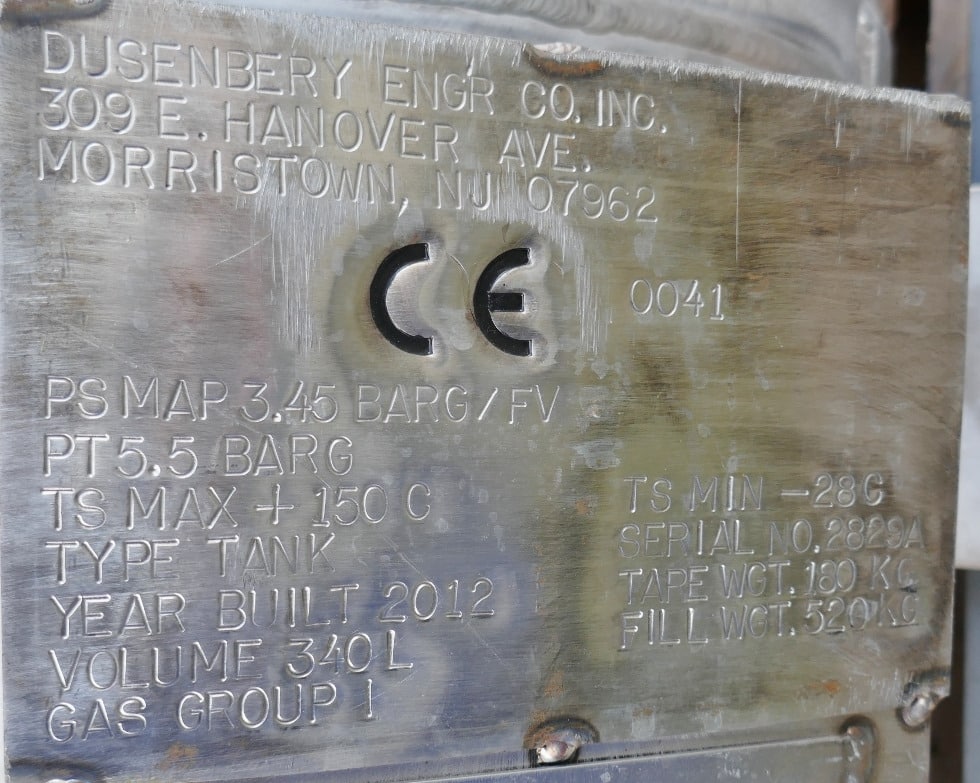 DUSENBERY ENGR CO. INC.
309 E. HANOVER AVE.
MORRISTOWN, NJ 07962
CE 0041
PS MAP 3.45 BARG/FV
PT 5.5 BARG
TS MAX + 150 C
TS MIN -28C
TYPE TANK
SERIAL NO. 2829A
YEAR BUILT 2012
TAPE WGT. 180 KG
VOLUME 340 L
FILL WGT. 520 KG
GAS GROUP 1